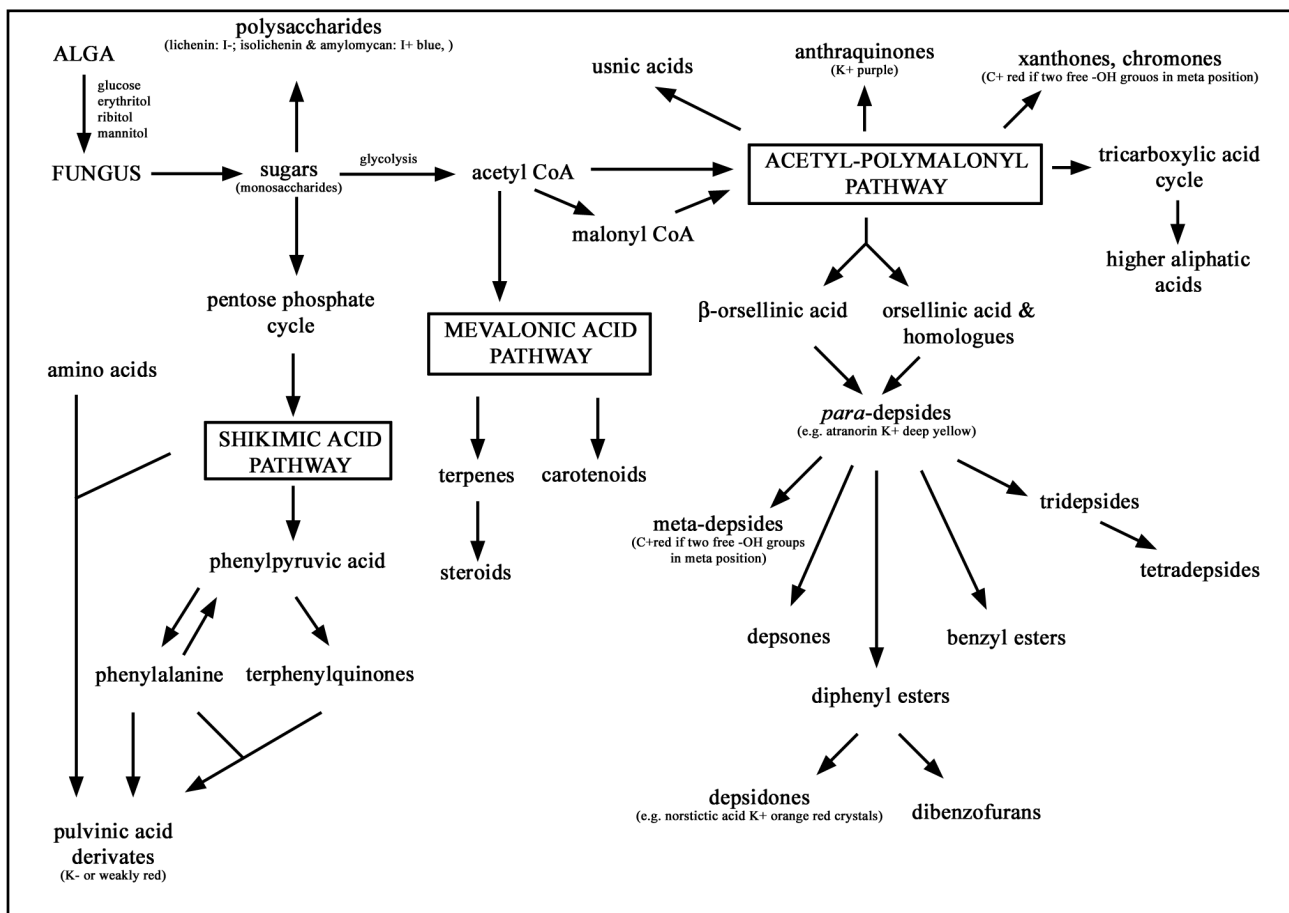 polysaccharides
(lichenin: I-; isolichenin & amylomycan: I+ blue, )
ALGA
glucose
erythritol
ribitol
mannitol
FUNGUS
sugars
(monosaccharides)
glycolysis
acetyl CoA
malonyl CoA
usnic acids
anthraquinones
(K+ purple)
xanthones, chromones
(C+ red if two free -OH grouos in meta position)
ACETYL-POLYMALONYL
PATHWAY
tricarboxylic acid
cycle
higher aliphatic
acids
pentose phosphate
cycle
MEVALONIC ACID
PATHWAY
β-orsellinic acid
orsellinic acid &
homologues
amino acids
SHIKIMIC ACID
PATHWAY
terpenes
carotenoids
steroids
para-depsides
(e.g. atranorin K+ deep yellow)
meta-depsides
(C+red if two free -OH groups
in meta position)
tridepsides
tetradepsides
depsones
benzyl esters
phenylpyruvic acid
phenylalanine
terphenylquinones
diphenyl esters
depsidones
(e.g. norstictic acid K+ orange red crystals)
dibenzofurans
pulvinic acid
derivates
(K- or weakly red)